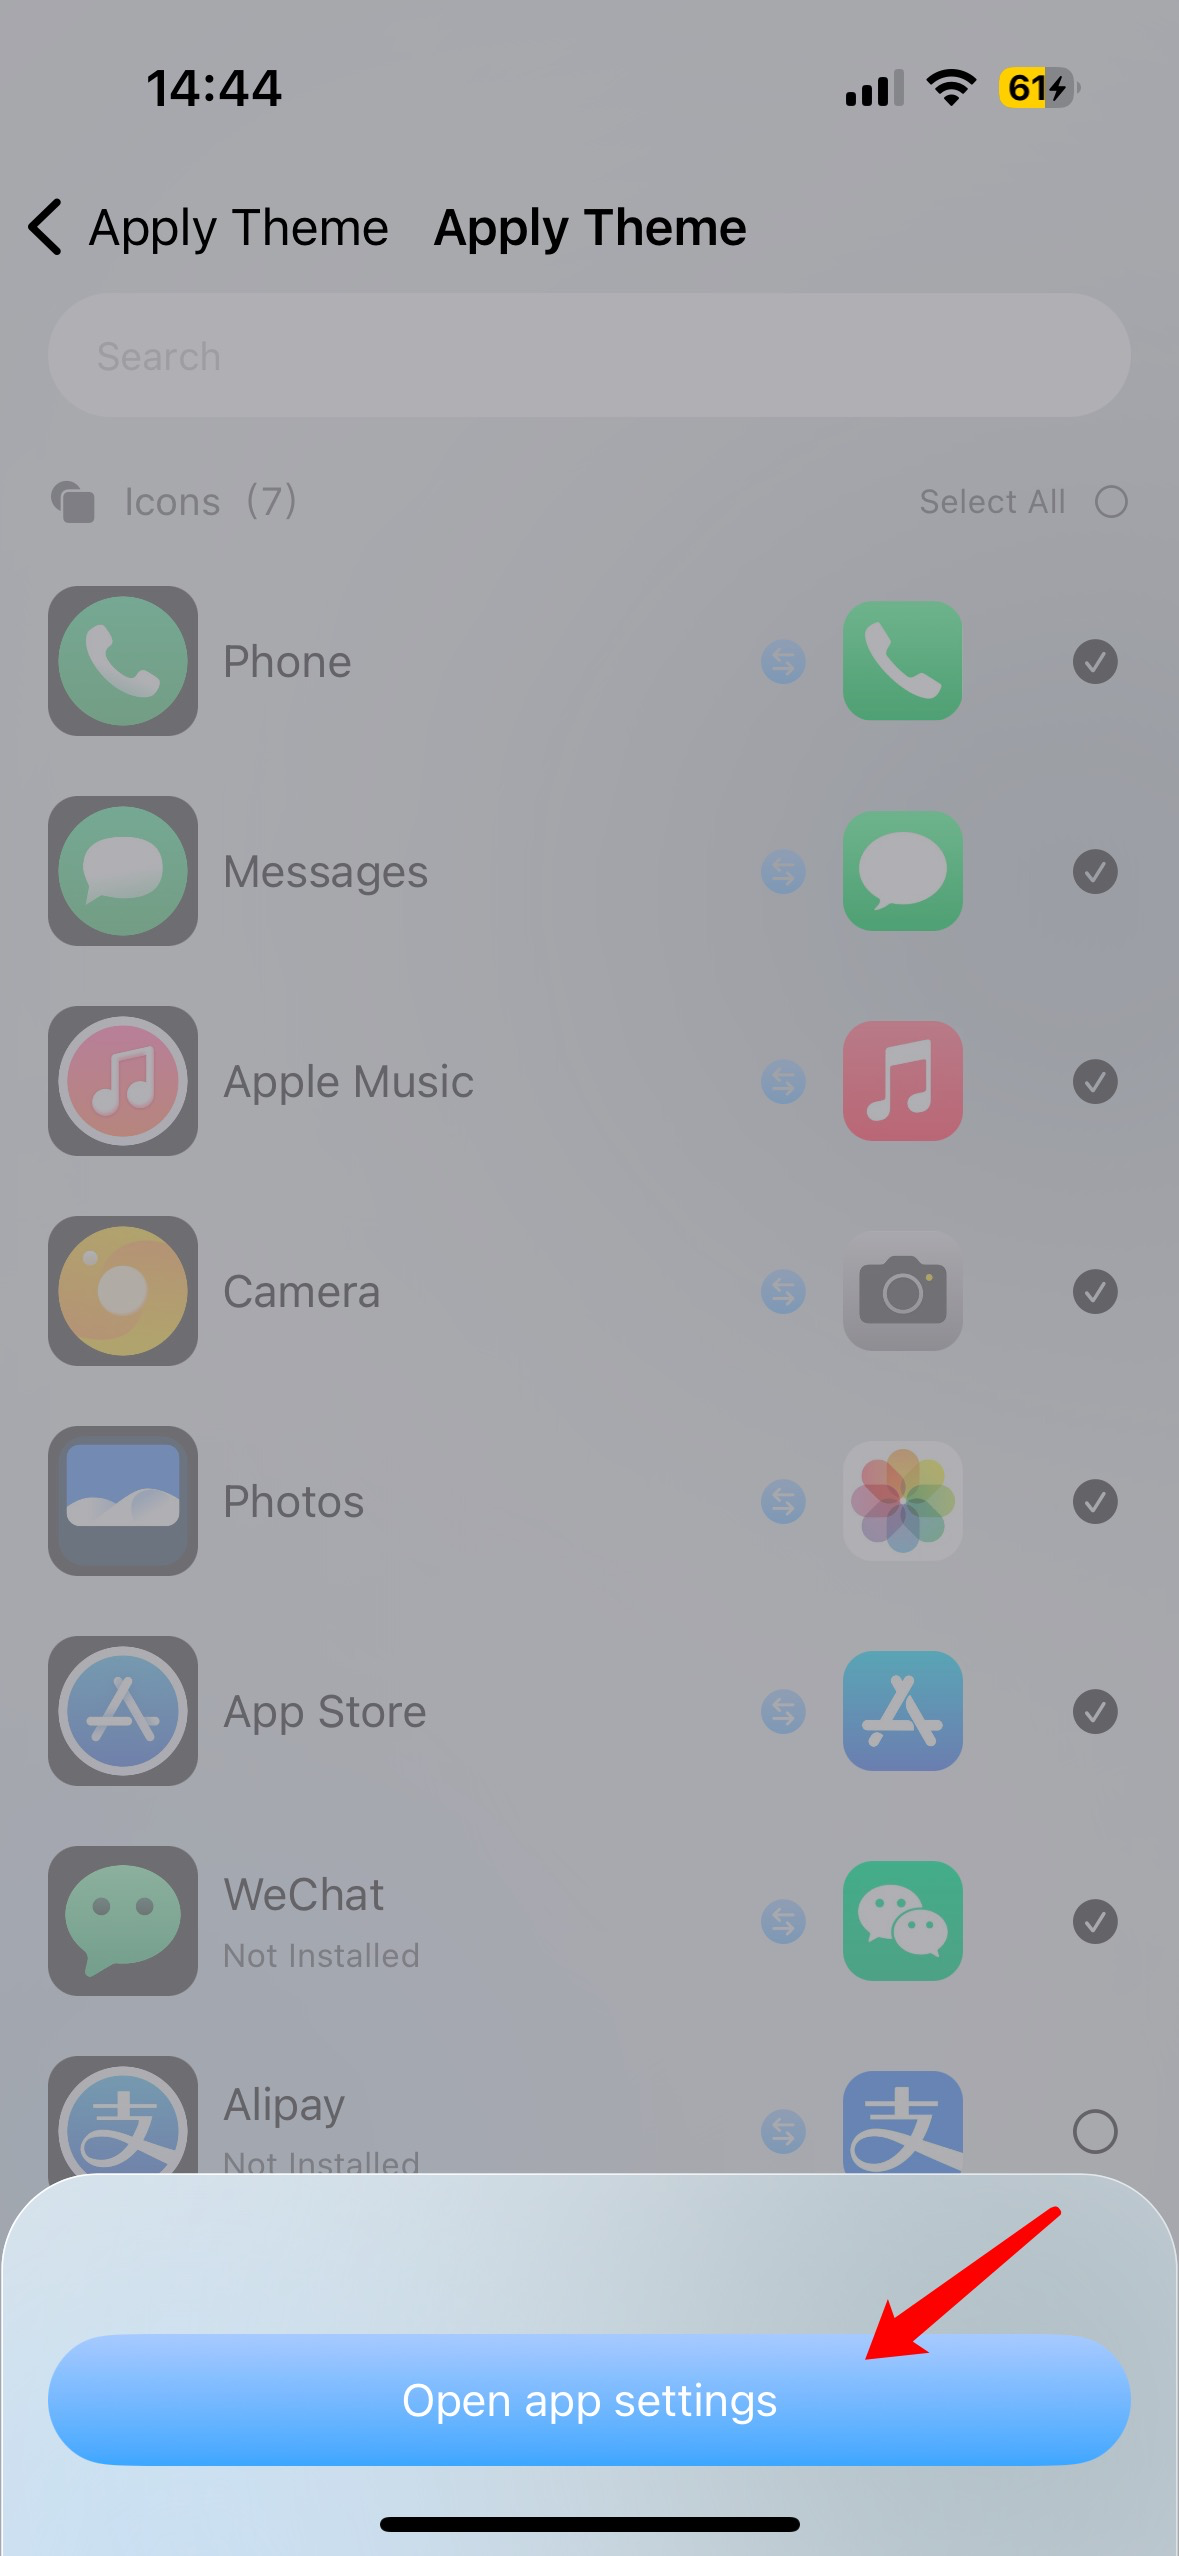 14:44
61
Apply Theme Apply Theme
Search
Icons (7)
Select All
Phone
Messages
Apple Music
Camera
Photos
App Store
WeChat
Not Installed
Alipay
支 支
Not Installed
Open app settings